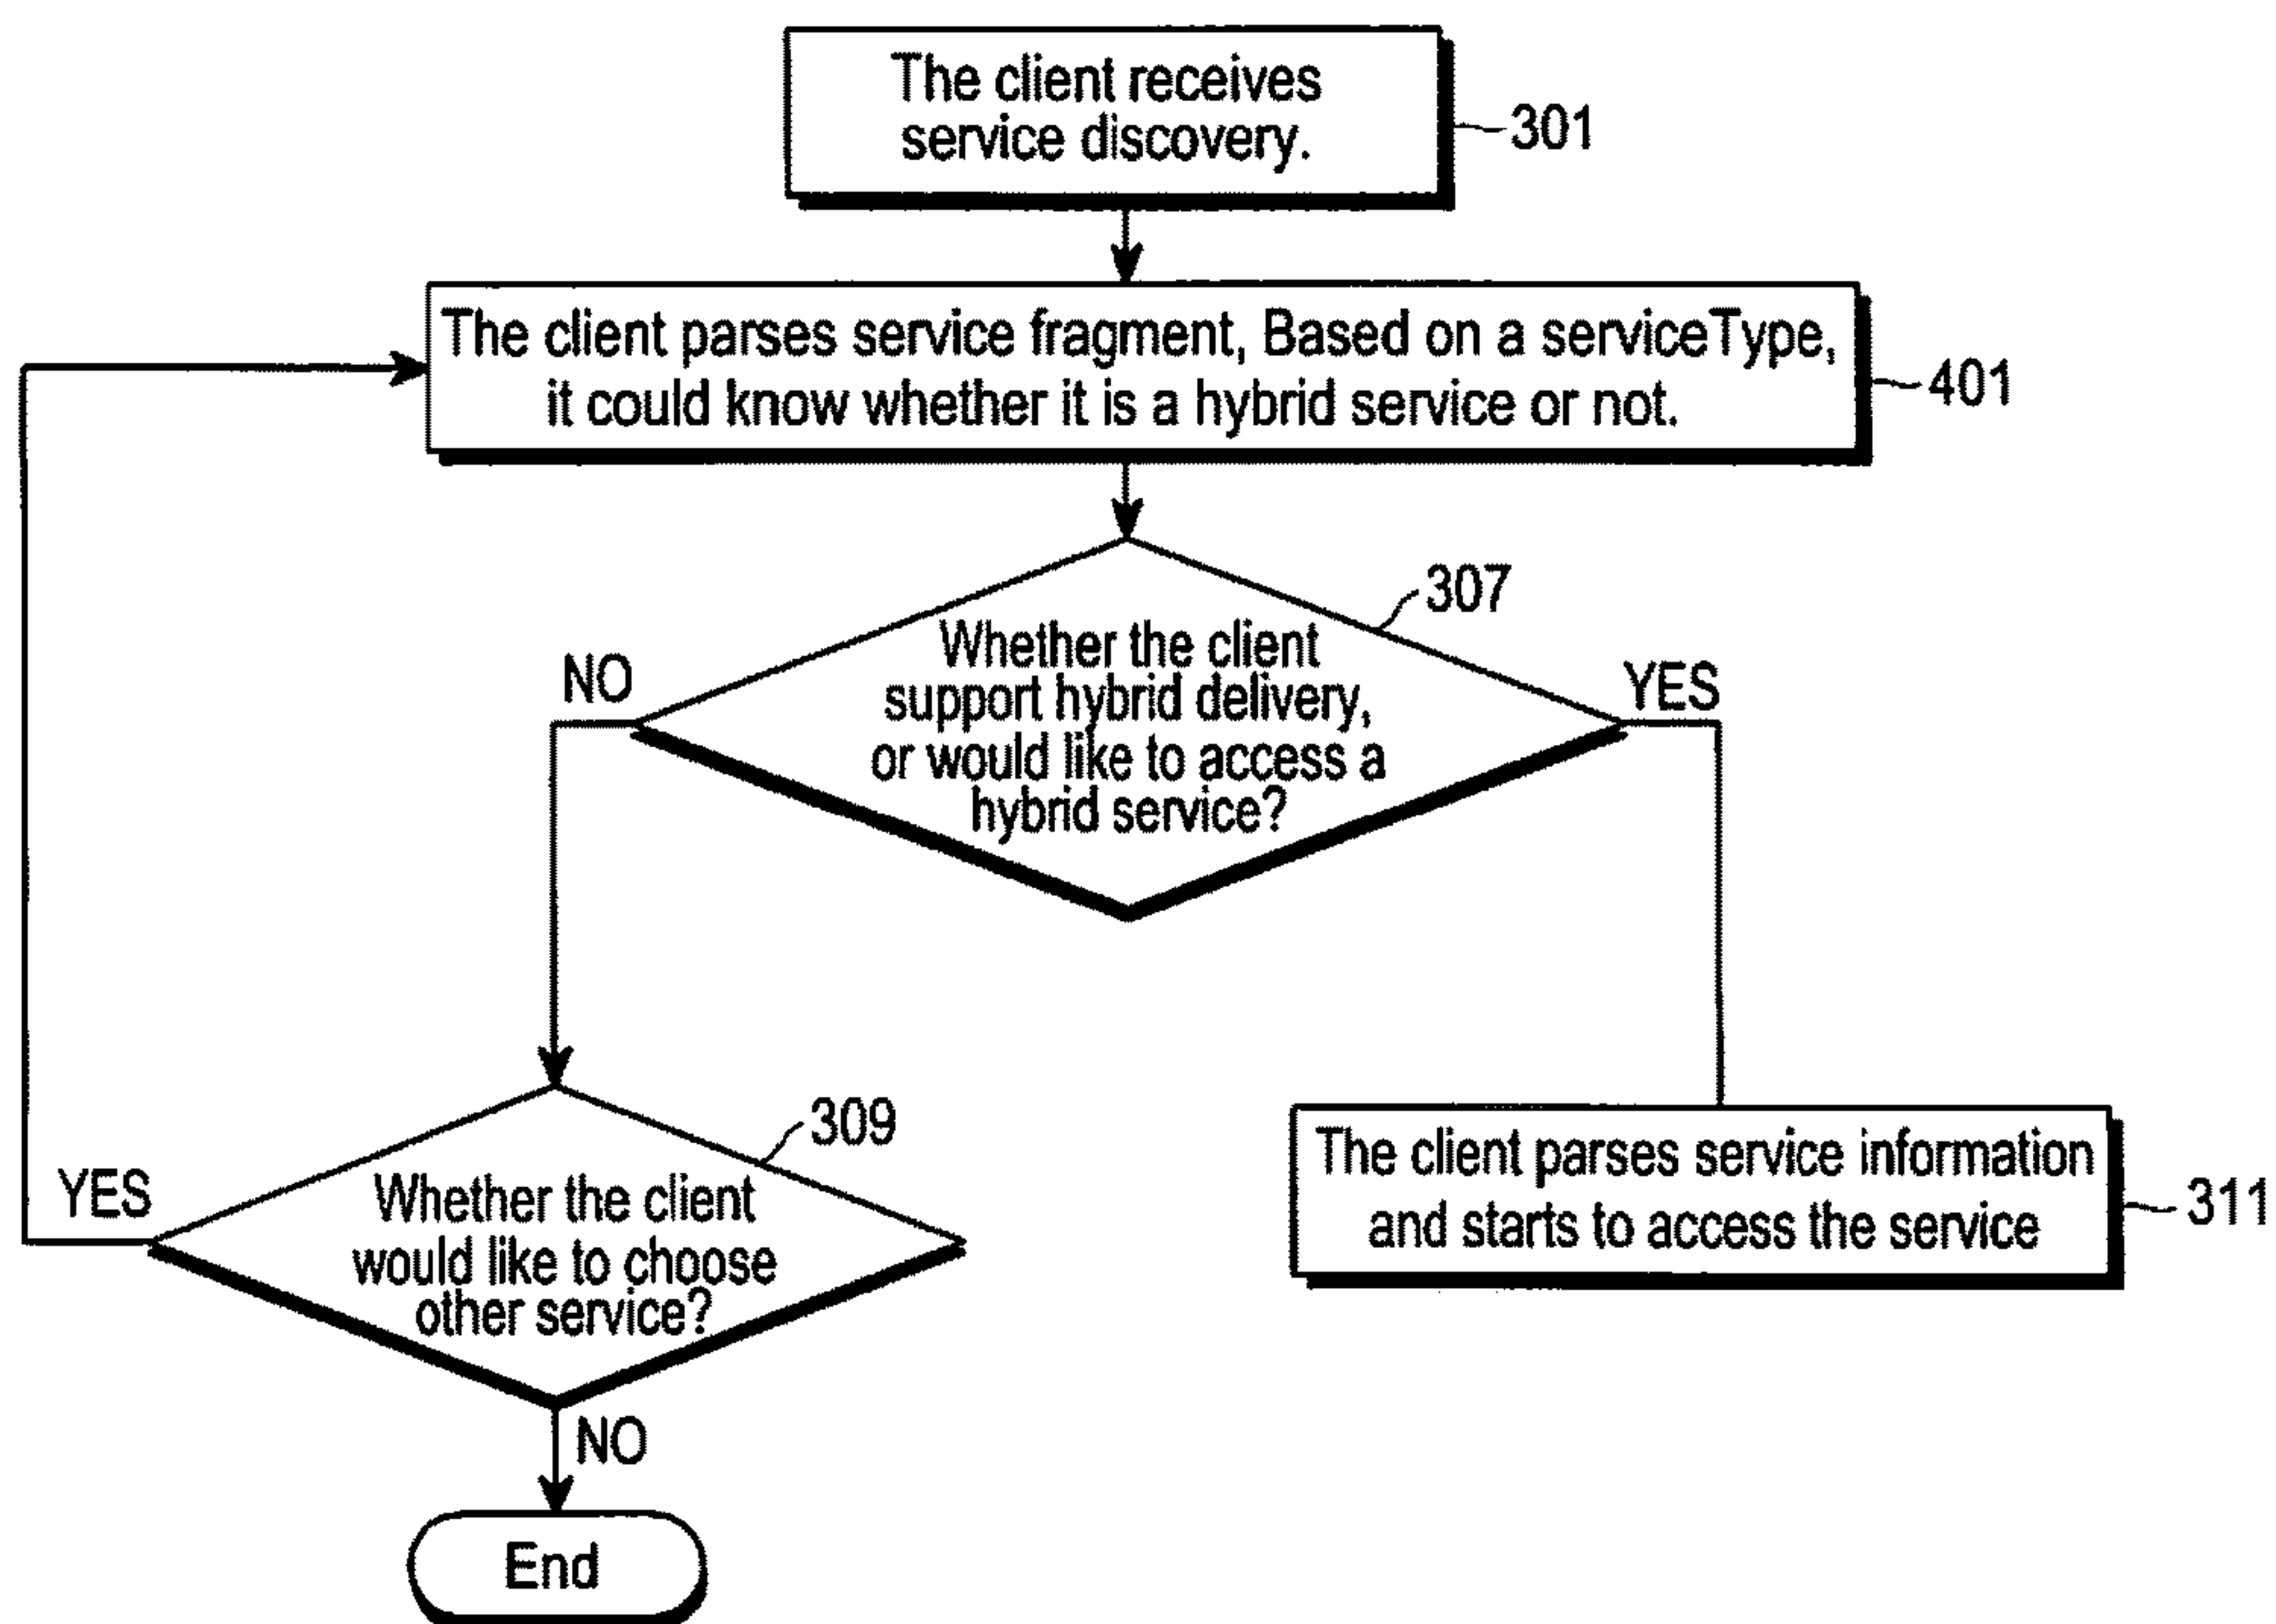 The client receives
service discovery.
301
The client parses service fragment, Based on a serviceType,
it could know whether it is a hybrid service or not.
401
307
Whether the client
support hybrid delivery,
or would like to access a
hybrid service?
NO
YES
309
Whether the client
would like to choose
other service?
YES
NO
The client parses service information
and starts to access the service
311
End